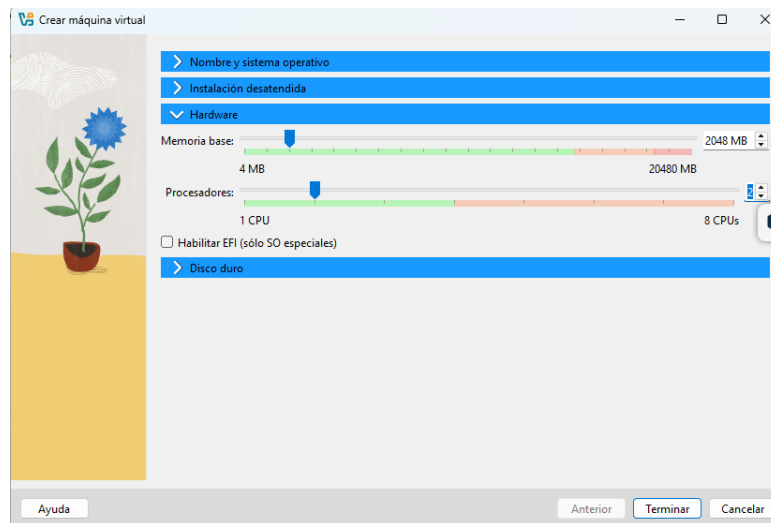 Crear máquina virtual
Nombre y sistema operativo
Instalación desatendida
Hardware
Memoria base:
2048 MB
4 MB
20480 MB
Procesadores:
2
1 CPU
8 CPUs
Habilitar EFI (sólo SO especiales)
Disco duro
Ayuda
Anterior
Terminar
Cancelar